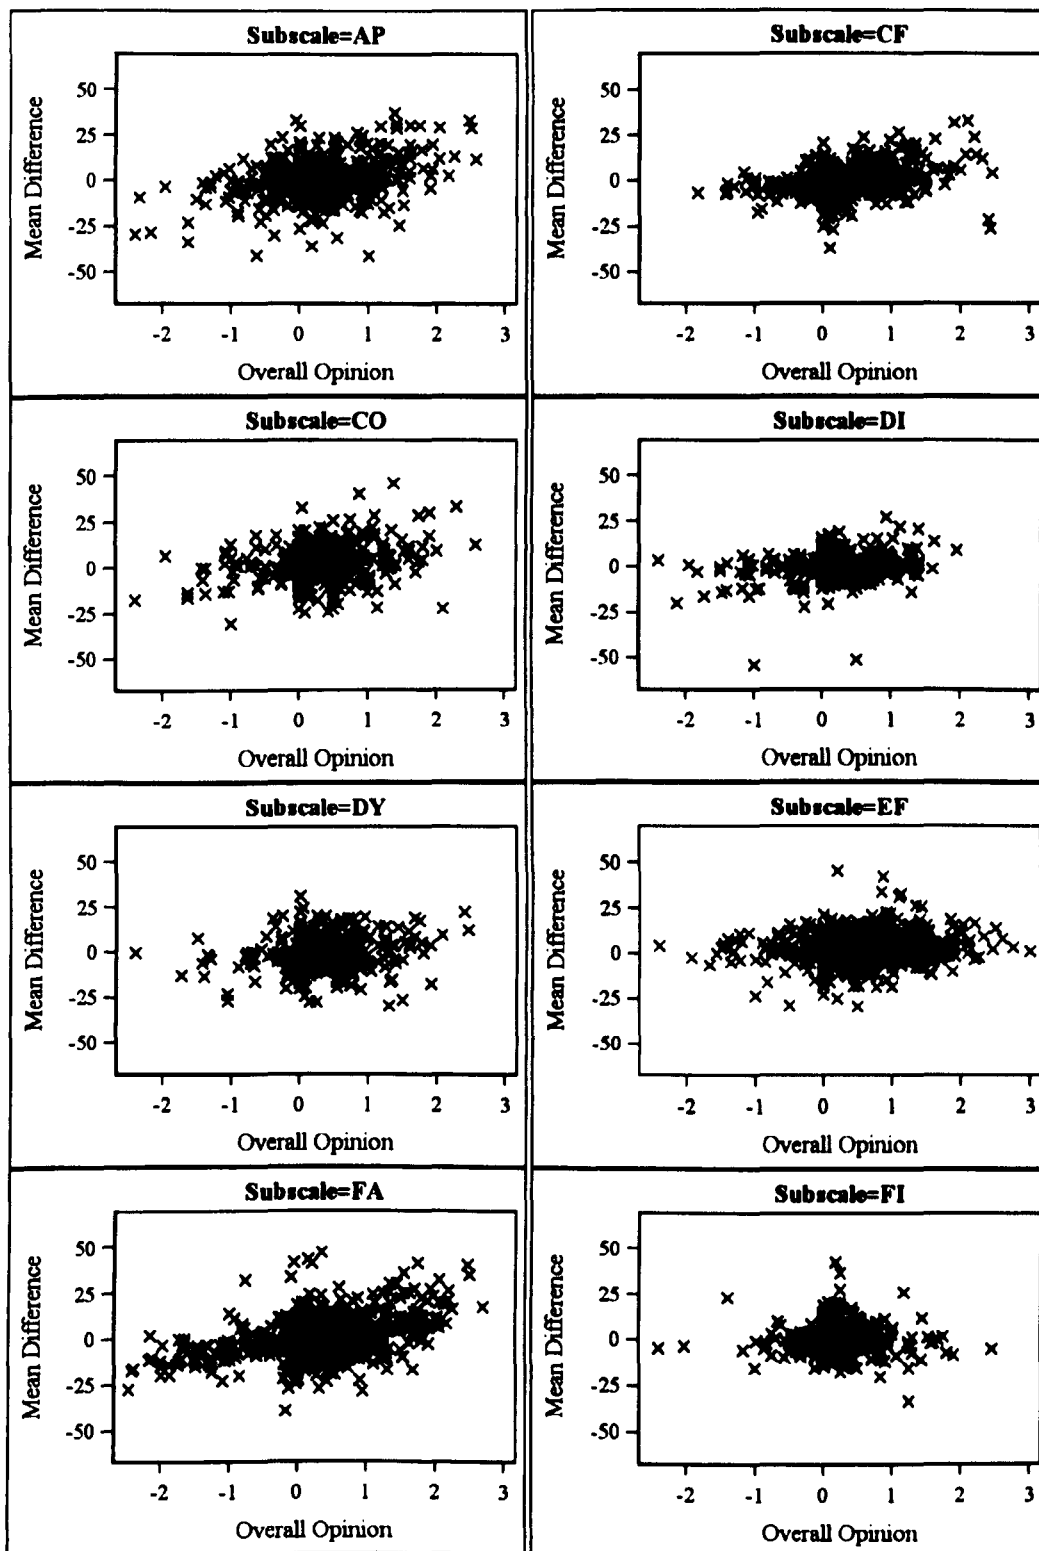 Subscale=AP
Mean Difference
50
25
0
-25
-50
-2 -1 0 1 2 3
Overall Opinion
Subscale=CF
Mean Difference
50
25
0
-25
-50
-2 -1 0 1 2 3
Overall Opinion
Subscale=CO
Mean Difference
50
25
0
-25
-50
-2 -1 0 1 2 3
Overall Opinion
Subscale=DI
Mean Difference
50
25
0
-25
-50
-2 -1 0 1 2 3
Overall Opinion
Subscale=DY
Mean Difference
50
25
0
-25
-50
-2 -1 0 1 2 3
Overall Opinion
Subscale=EF
Mean Difference
50
25
0
-25
-50
-2 -1 0 1 2 3
Overall Opinion
Subscale=FA
Mean Difference
50
25
0
-25
-50
-2 -1 0 1 2 3
Overall Opinion
Subscale=FI
Mean Difference
50
25
0
-25
-50
-2 -1 0 1 2 3
Overall Opinion